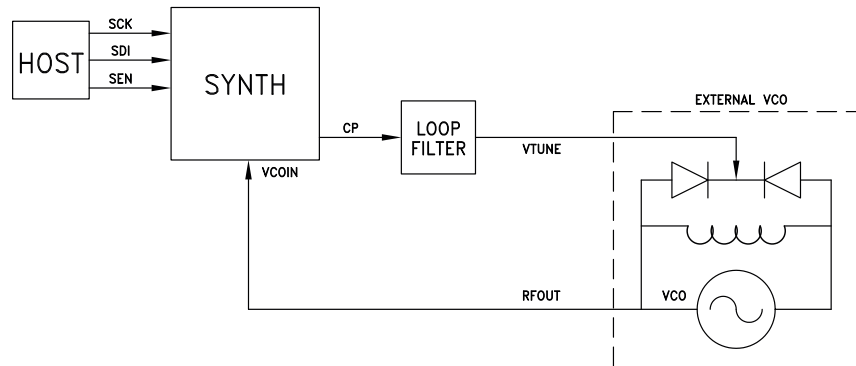 SCK
SDI
SEN
HOST
SYNTH
CP
LOOP
FILTER
VTUNE
EXTERNAL VCO
VCOIN
RFOUT
VCO